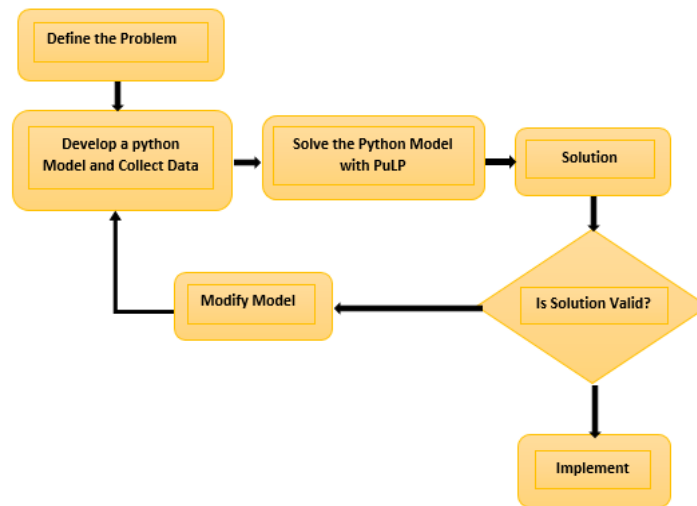 Define the Problem
Develop a python
Model and Collect Data
Solve the Python Model
with PuLP
Solution
Is Solution Valid?
Modify Model
Implement